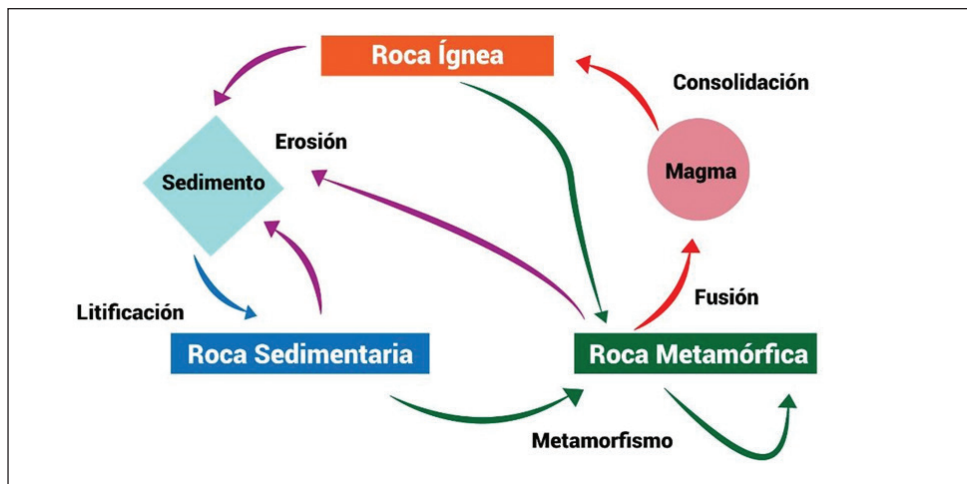 Roca Ígnea
Consolidación
Erosión
Sedimento
Magma
Litificación
Fusión
Roca Sedimentaria
Roca Metamórfica
Metamorfismo